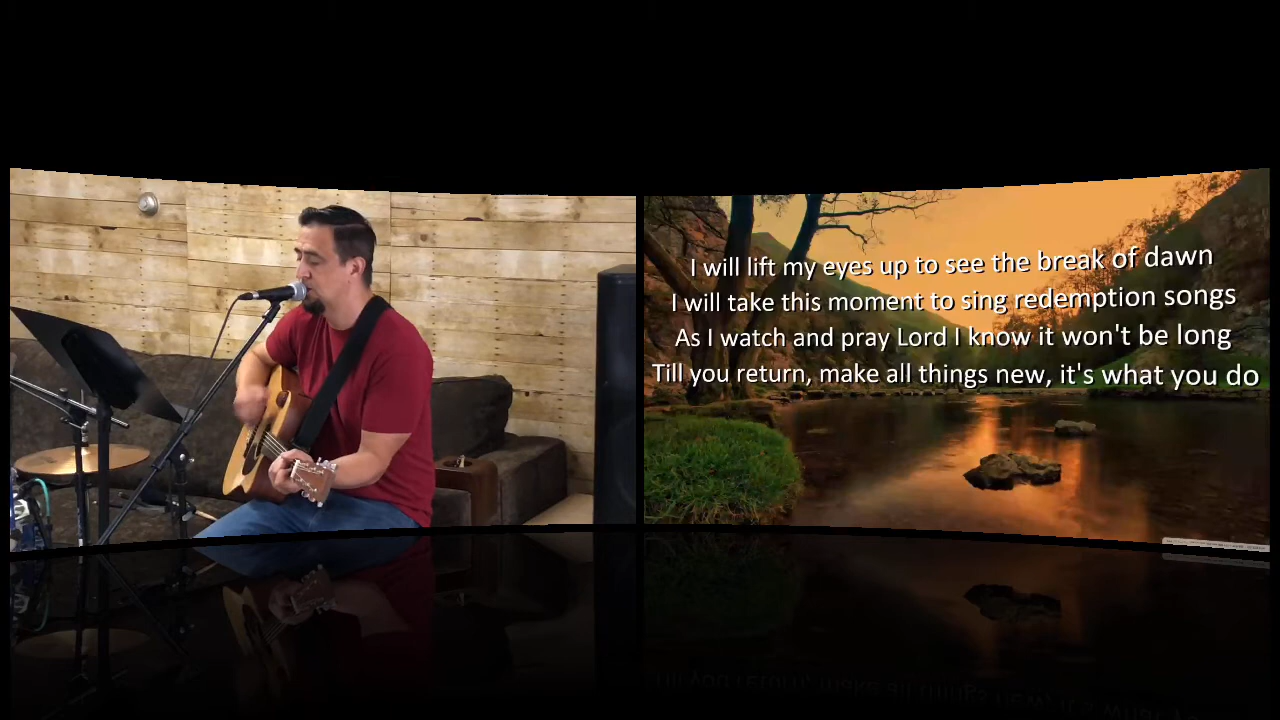 I will lift my eyes up to see the break of dawn
I will take this moment to sing redemption songs
As I watch and pray Lord I know it won't be long
Till you return, make all things new, it's what you do